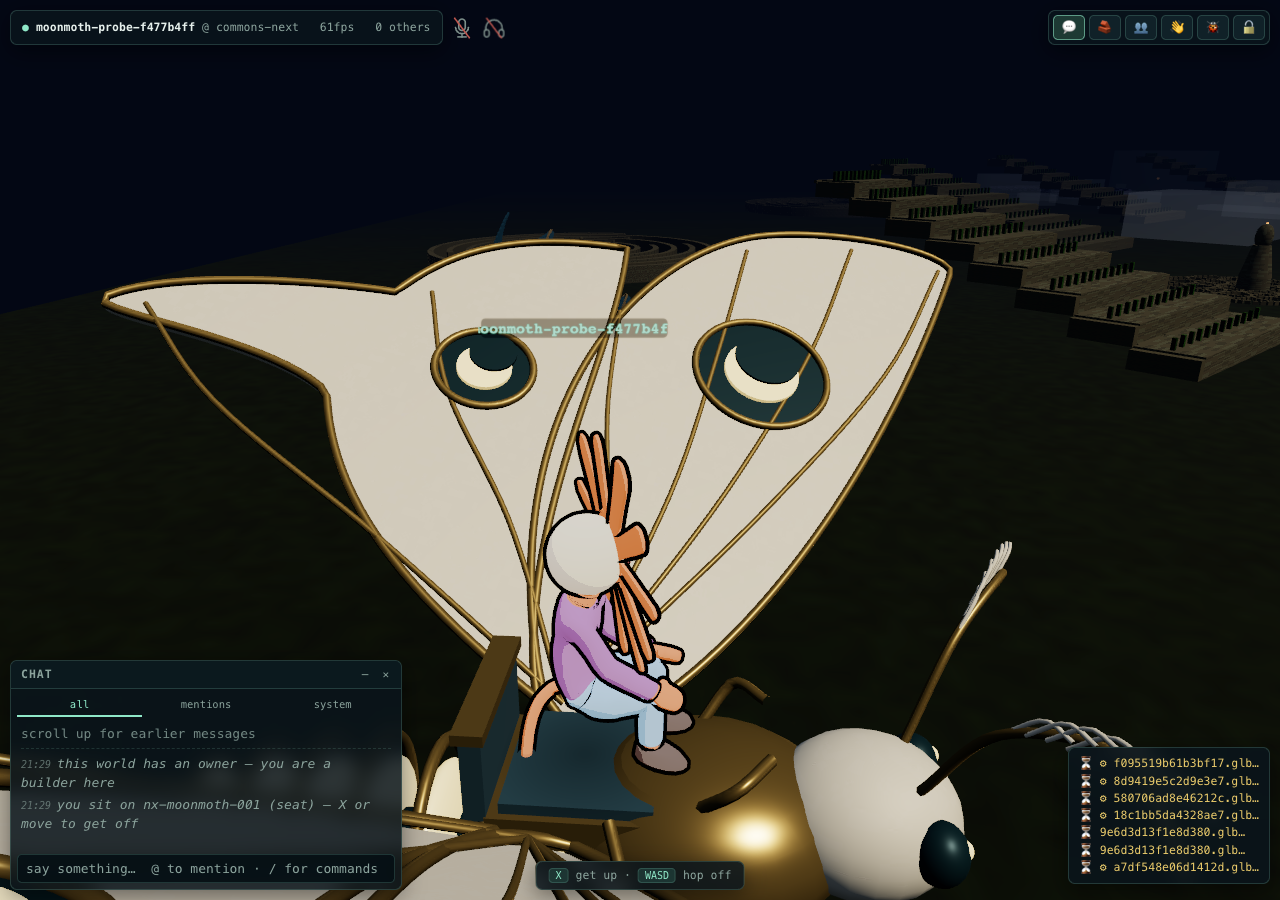 moonmoth-probe-f477b4ff @ commons-next 61fps 0 others
oonmoth-probe-f477b4f
CHAT
all mentions system
scroll up for earlier messages
21:29 this world has an owner — you are a
builder here
21:29 you sit on nx-moonmoth-001 (seat) — X or
move to get off
say something… @ to mention · / for commands
X get up · WASD hop off
f095519b61b3bf17.glb…
8d9419e5c2d9e3e7.glb…
580706ad8e46212c.glb…
18c1bb5da4328ae7.glb…
9e6d3d13f1e8d380.glb…
9e6d3d13f1e8d380.glb…
a7df548e06d1412d.glb…